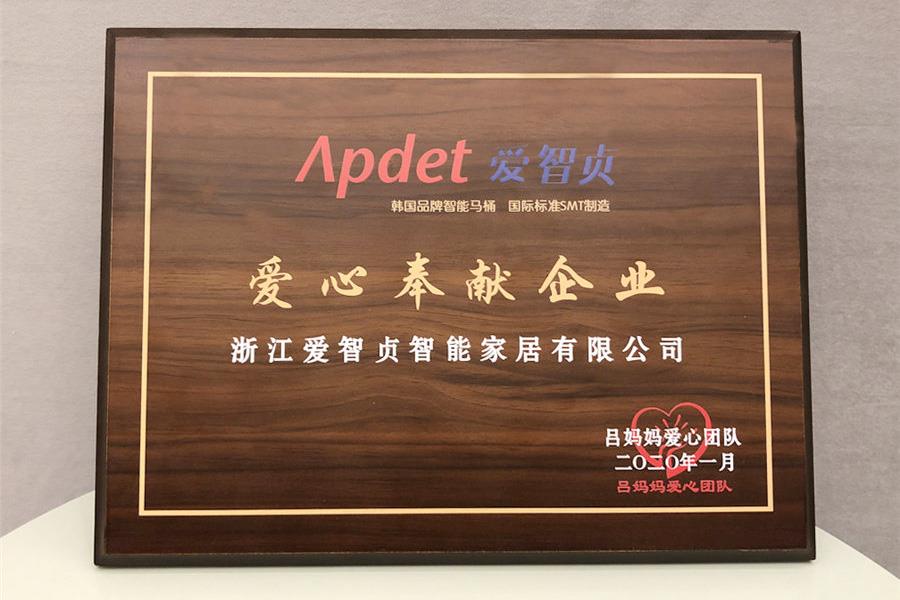 Apdet 爱智贞
韩国品牌智能马桶 国际标准SMT制造
爱心奉献企业
浙江爱智贞智能家居有限公司
吕妈妈爱心团队
二〇二〇年一月
吕妈妈爱心团队